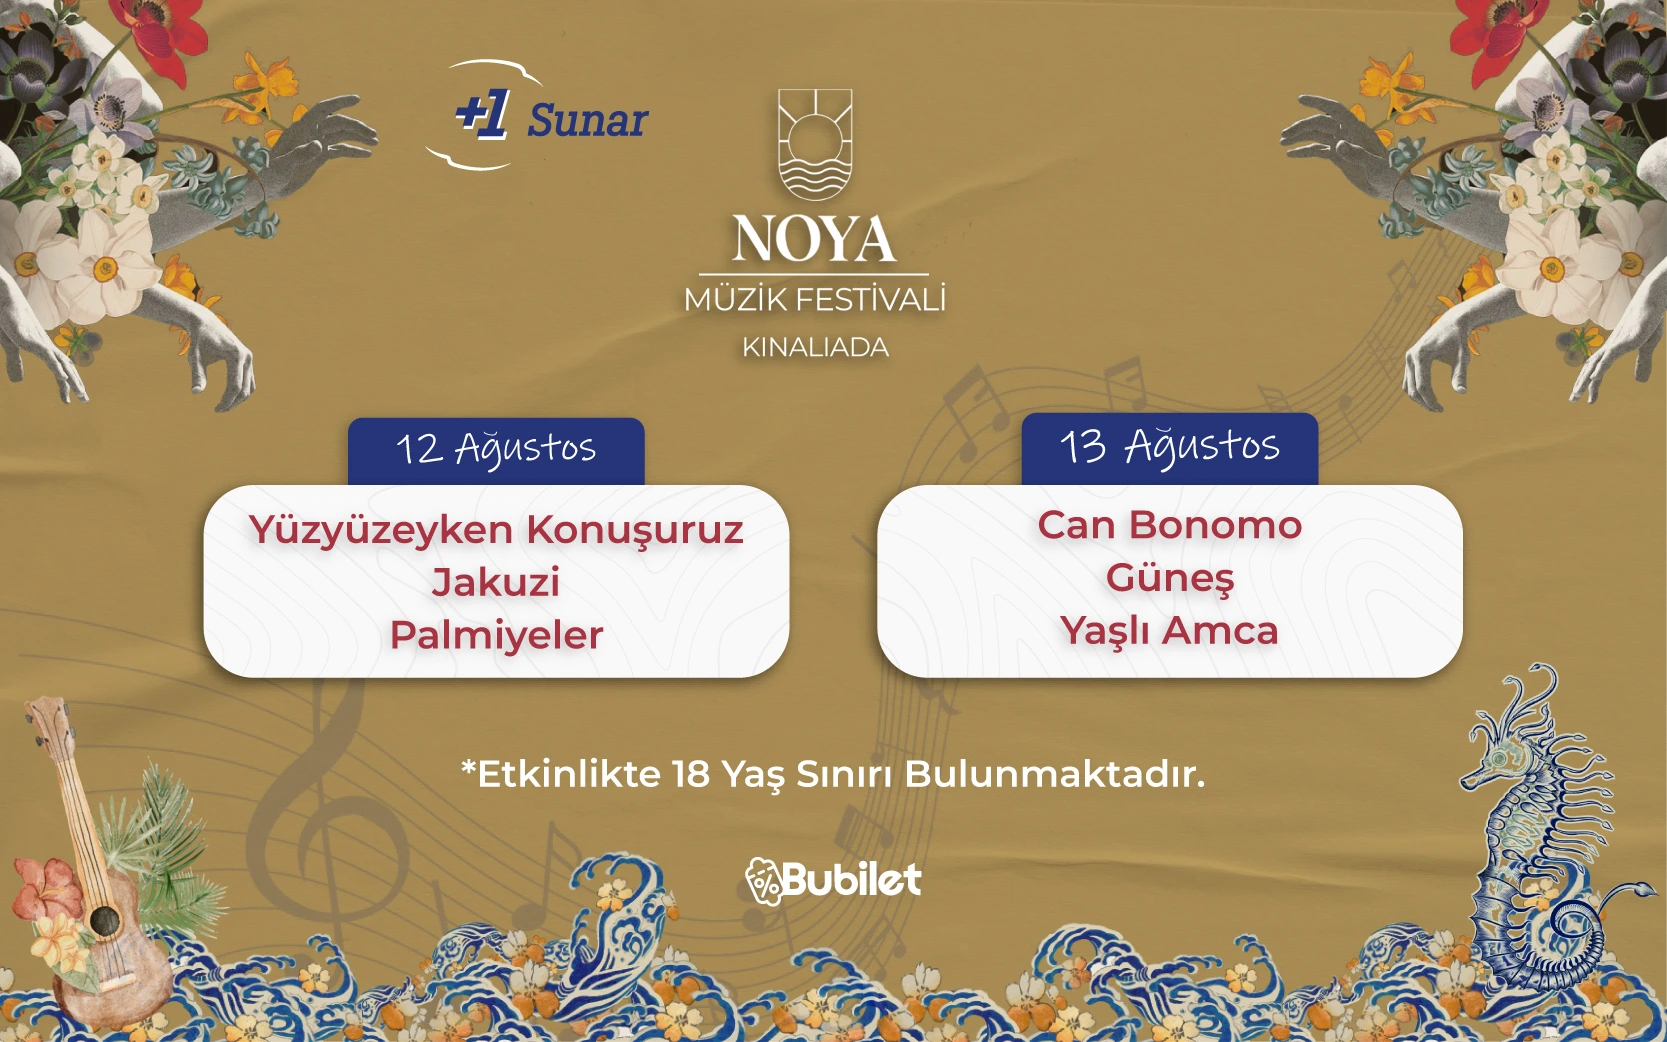 +1 Sunar
NOYA
MÜZİK FESTİVALİ
KINALIADA
12 Ağustos
Yüzyüzeyken Konuşuruz
Jakuzi
Palmiyeler
13 Ağustos
Can Bonomo
Güneş
Yaşlı Amca
*Etkinlikte 18 Yaş Sınırı Bulunmaktadır.
%Bubilet